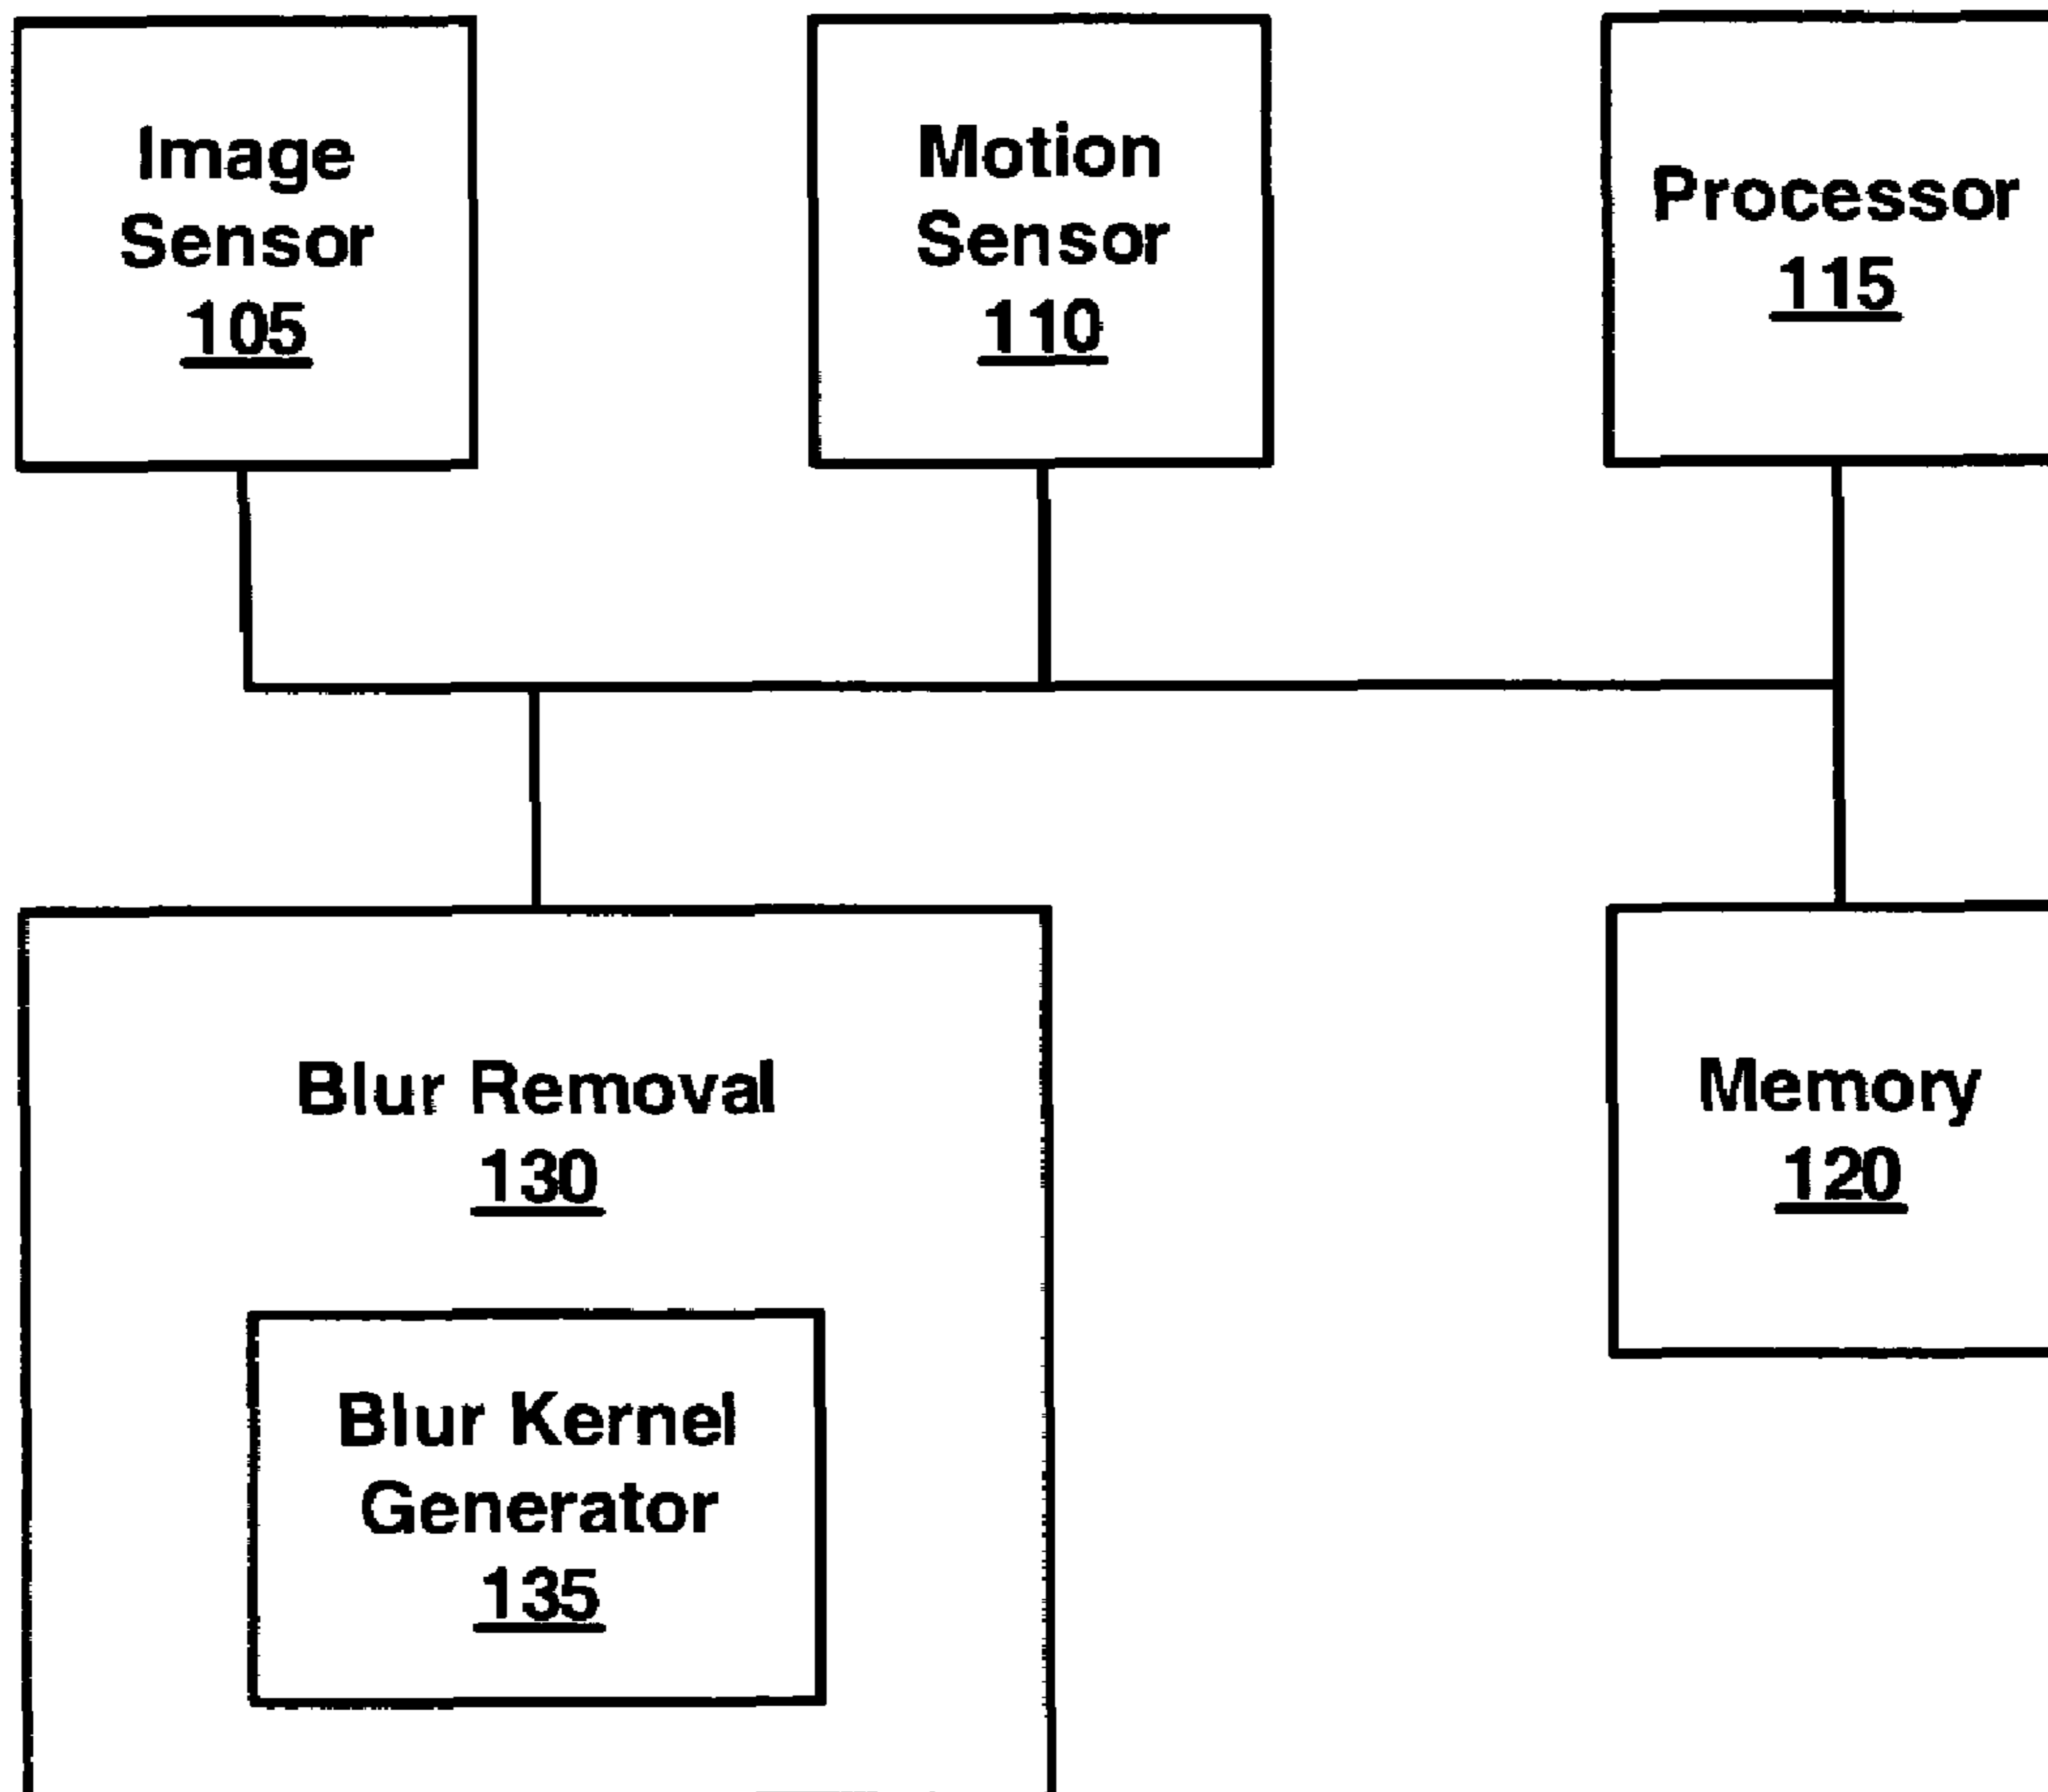 Image
Sensor
105
Motion
Sensor
110
Processor
115
Blur Removal
130
Memory
120
Blur Kernel
Generator
135